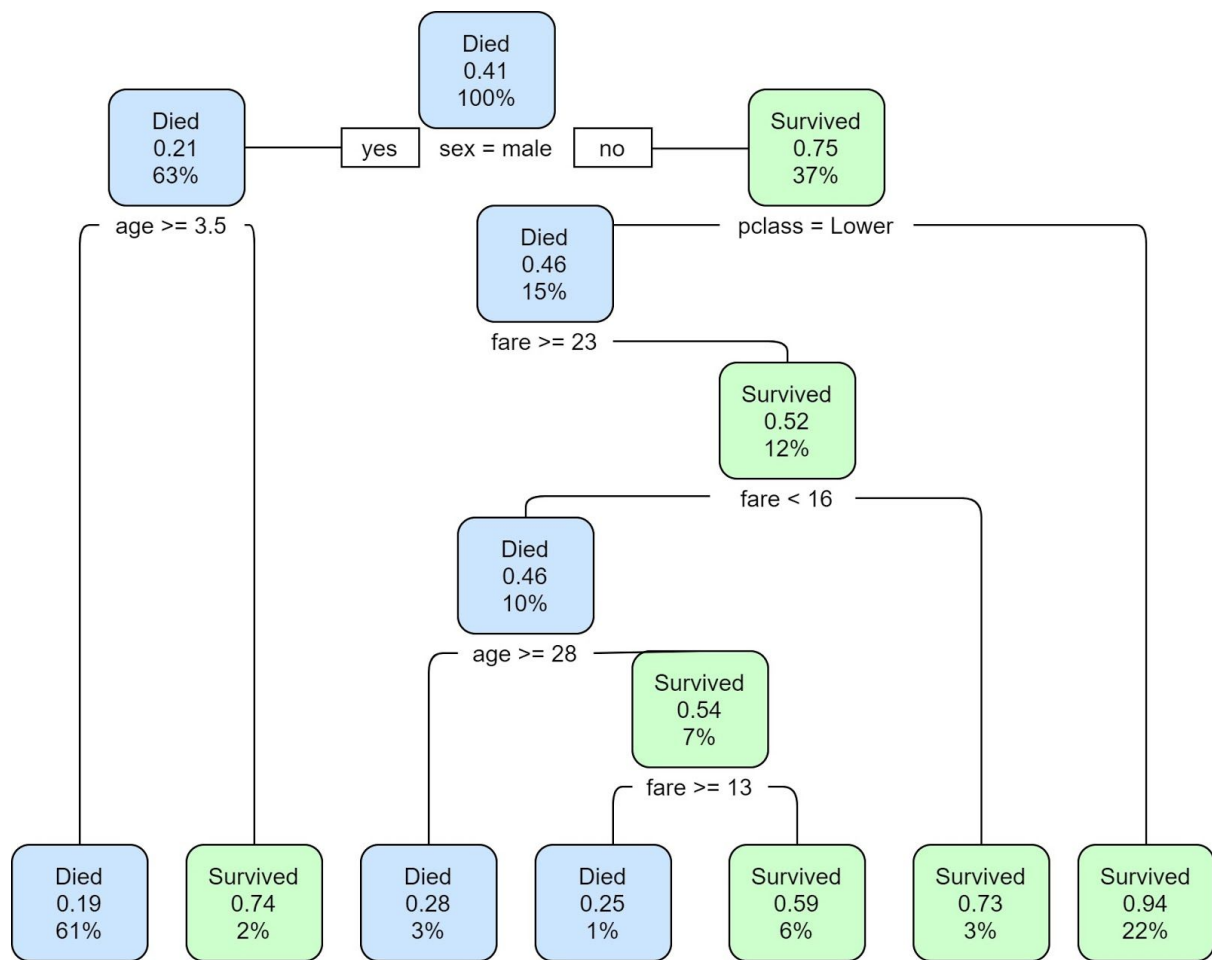 Died
0.41
100%
yes
sex = male
no
Died
0.21
63%
Survived
0.75
37%
age >= 3.5
pclass = Lower
Died
0.46
15%
fare >= 23
Survived
0.52
12%
fare < 16
Died
0.46
10%
age >= 28
Survived
0.54
7%
fare >= 13
Died
0.19
61%
Survived
0.74
2%
Died
0.28
3%
Died
0.25
1%
Survived
0.59
6%
Survived
0.73
3%
Survived
0.94
22%